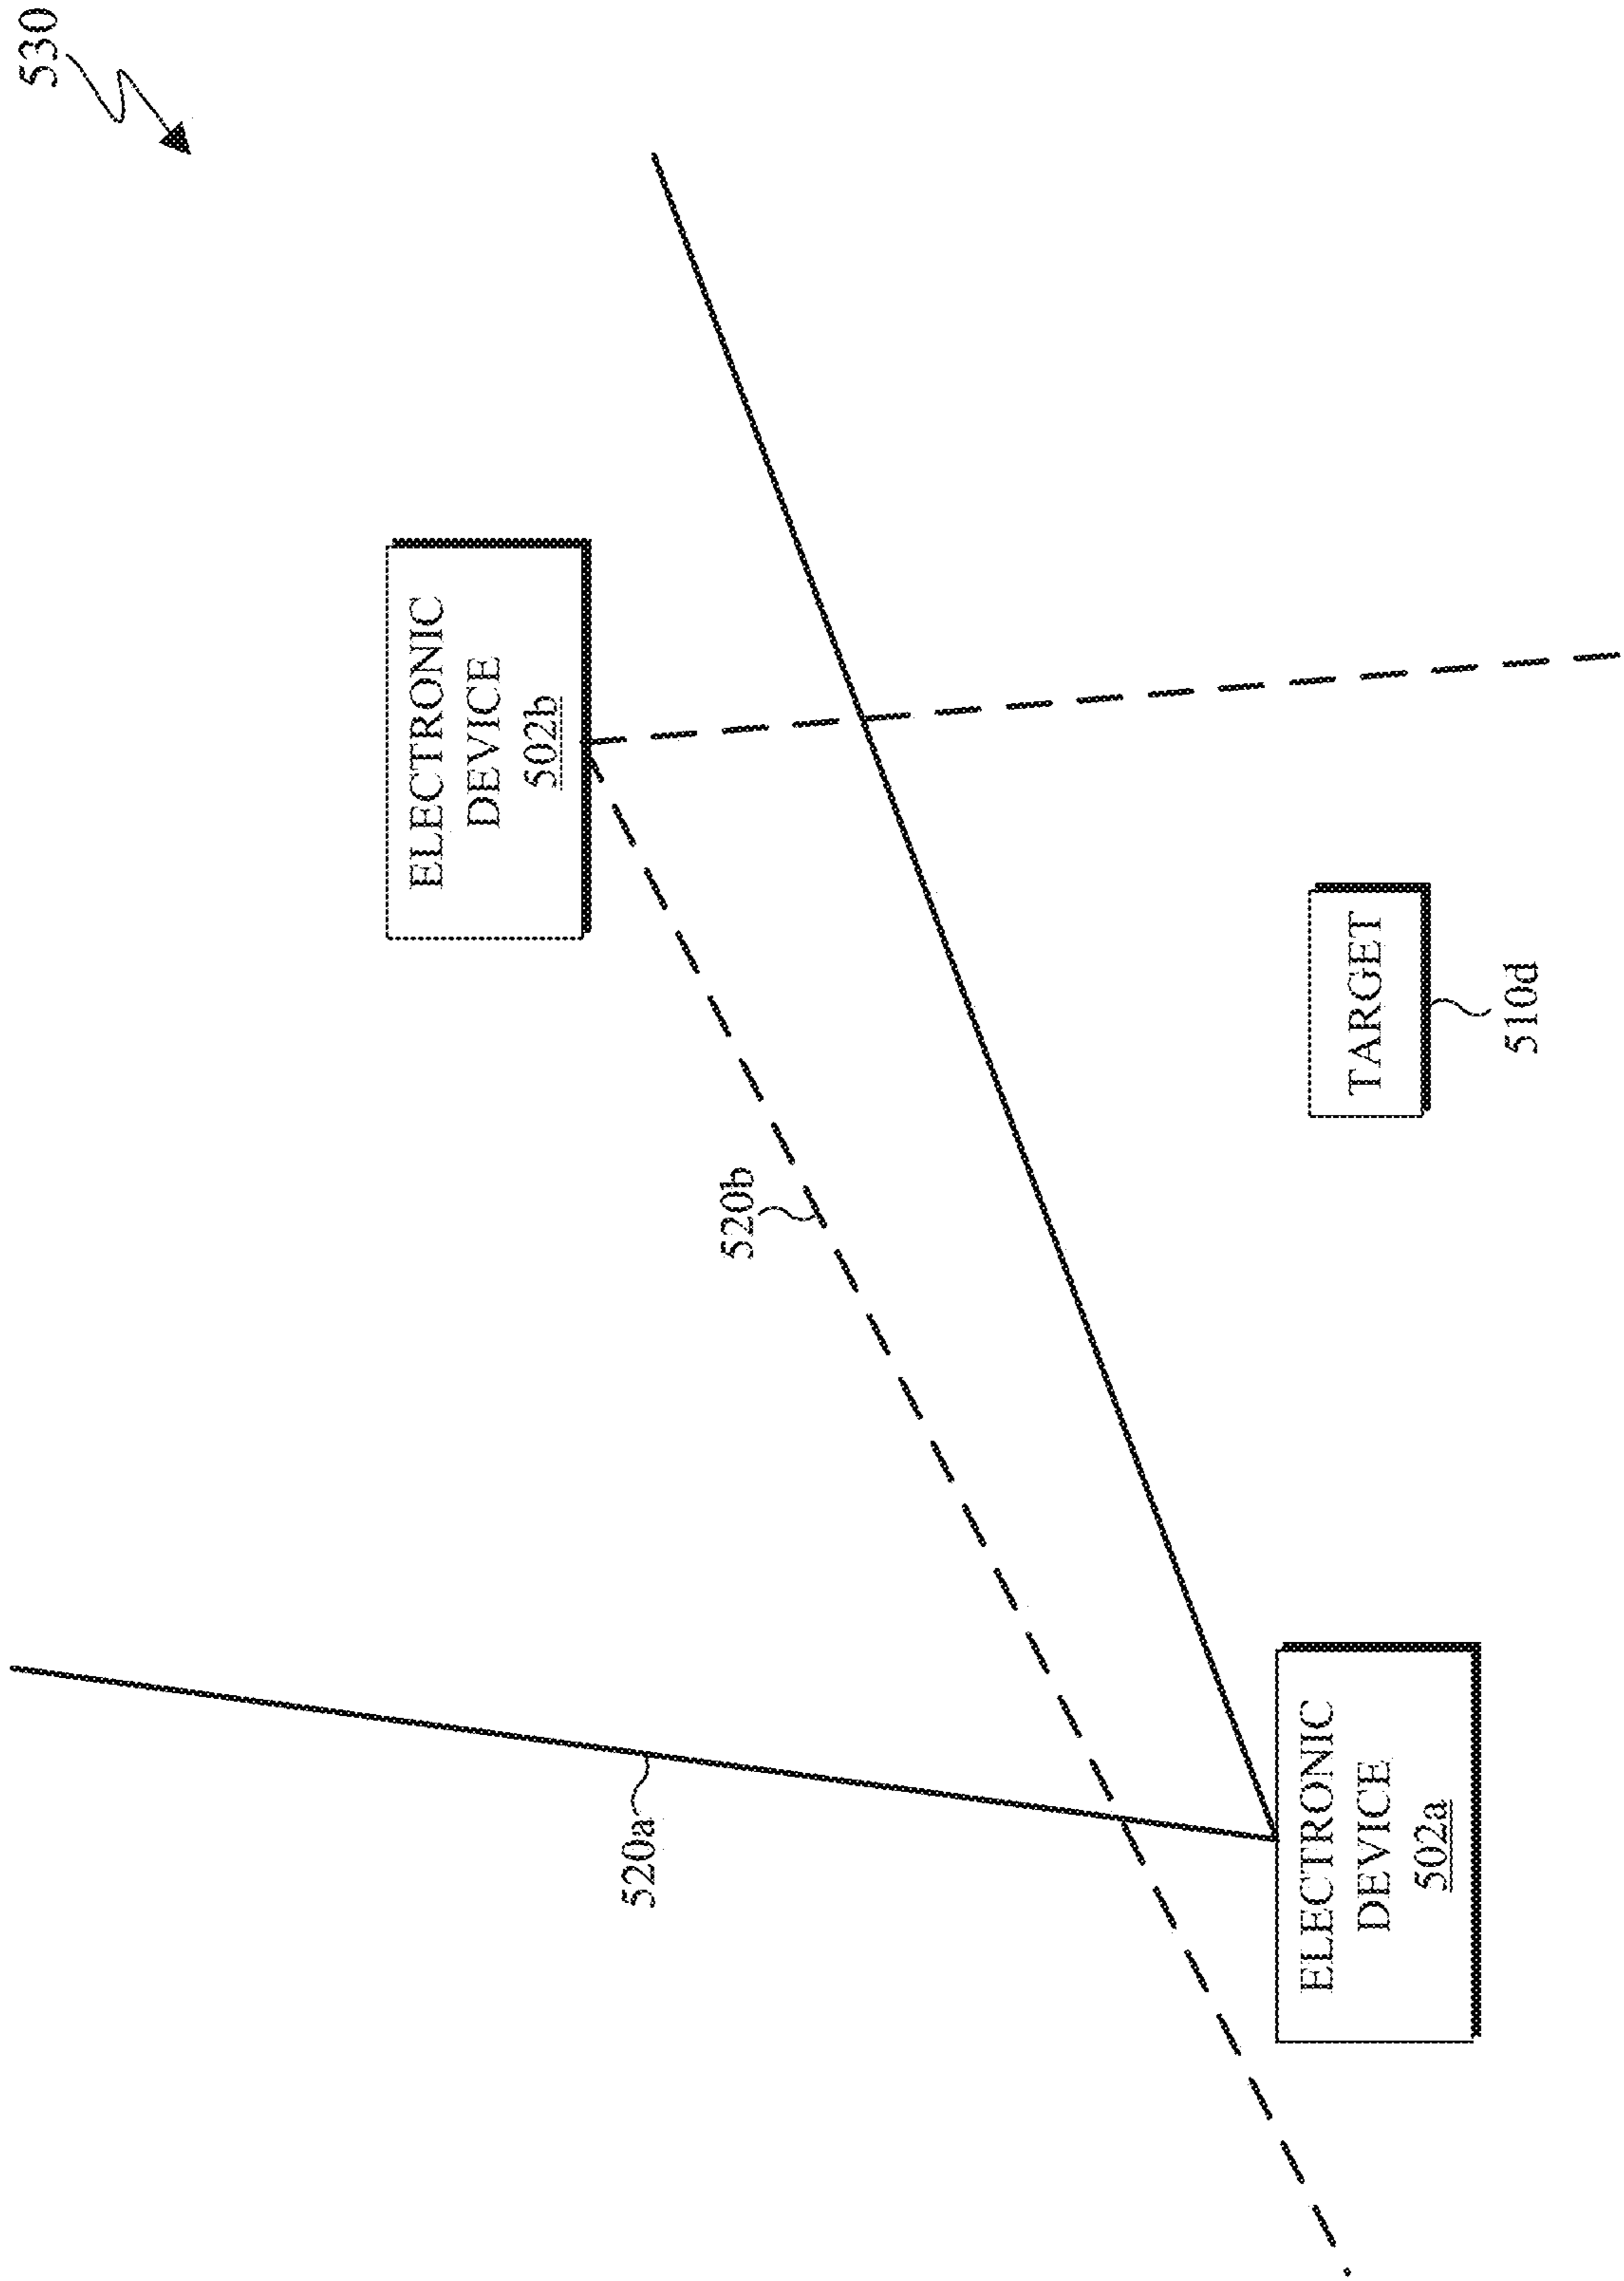 530
ELECTRONIC
DEVICE
502b
520b
TARGET
510d
520a
ELECTRONIC
DEVICE
502a